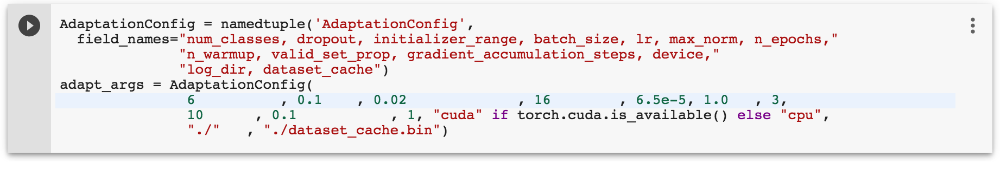 AdaptationConfig = namedtuple('AdaptationConfig',
  field_names="num_classes, dropout, initializer_range, batch_size, lr, max_norm, n_epochs,"
              "n_warmup, valid_set_prop, gradient_accumulation_steps, device,"
              "log_dir, dataset_cache")
adapt_args = AdaptationConfig(
               6          , 0.1    , 0.02             , 16        , 6.5e-5, 1.0   , 3,
               10      , 0.1             , 1, "cuda" if torch.cuda.is_available() else "cpu",
               "./"   , "./dataset_cache.bin")